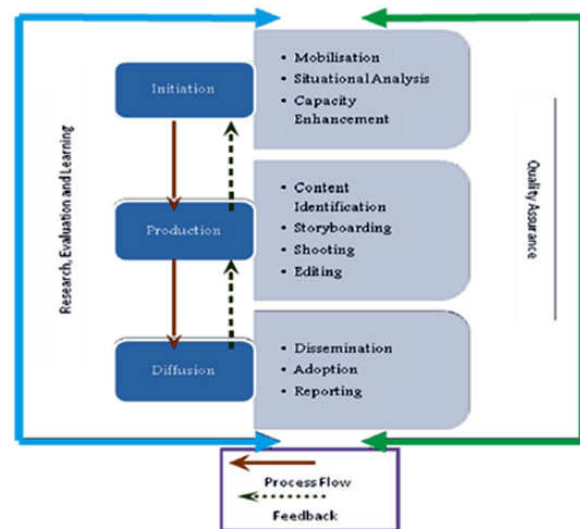 Research, Evaluation and Learning
Initiation
• Mobilisation
• Situational Analysis
• Capacity
Enhancement
Production
• Content
Identification
• Storyboarding
• Shooting
• Editing
Diffusion
• Dissemination
• Adoption
• Reporting
Quality Assurance
Process Flow
Feedback